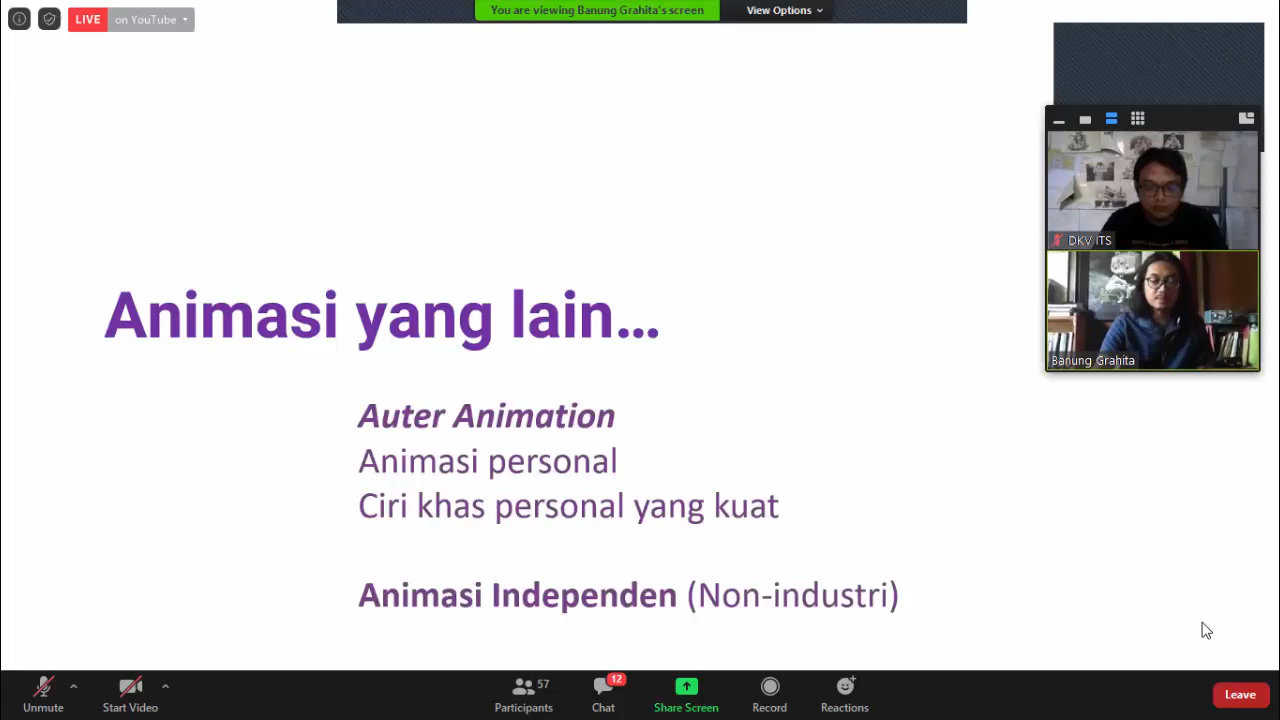 LIVE on YouTube
You are viewing Banung Grahita's screen View Options
DKV ITS
Banung Grahita
Animasi yang lain...
Auter Animation
Animasi personal
Ciri khas personal yang kuat
Animasi Independen (Non-industri)
Unmute
Start Video
57
Participants
12
Chat
Share Screen
Record
Reactions
Leave